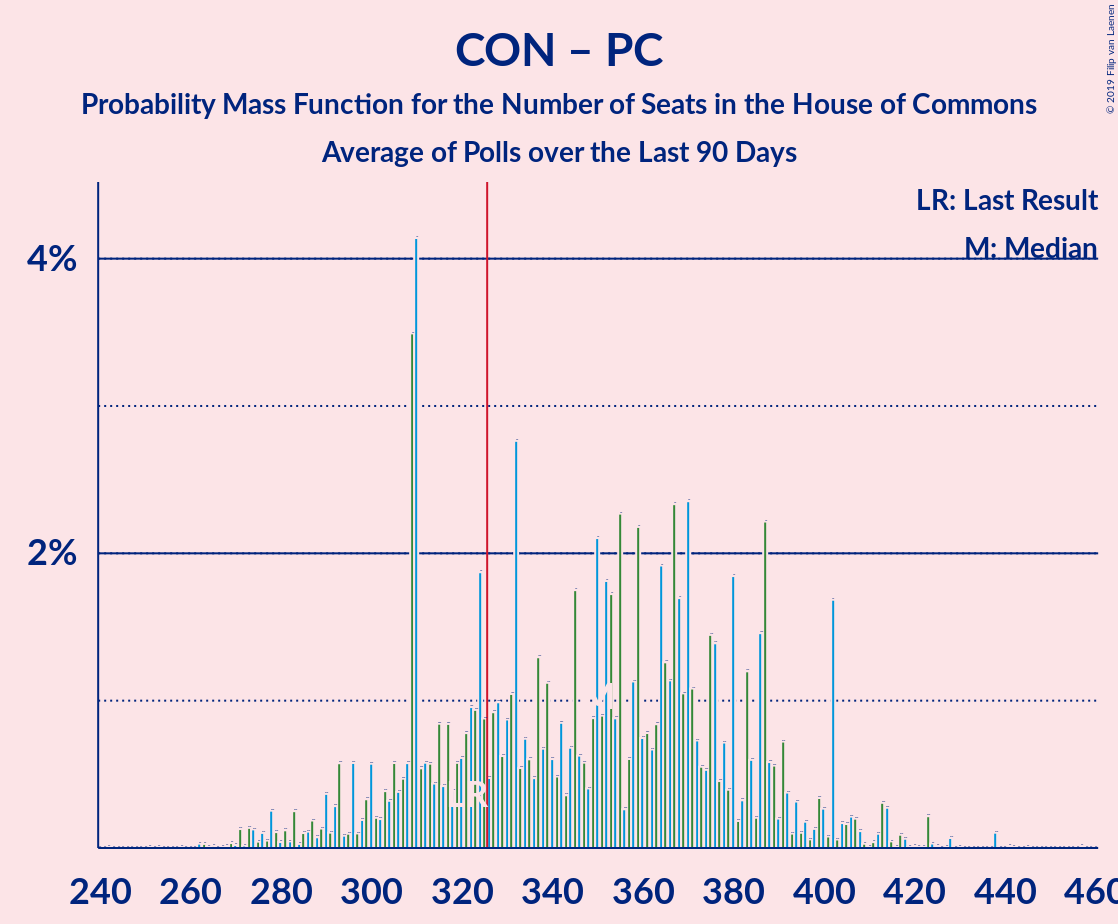 CON – PC
Probability Mass Function for the Number of Seats in the House of Commons
Average of Polls over the Last 90 Days
© 2019 Filip van Laenen
LR: Last Result
M: Median
4%
2%
LR
240 260 280 300 320 340 360 380 400 420 440 460